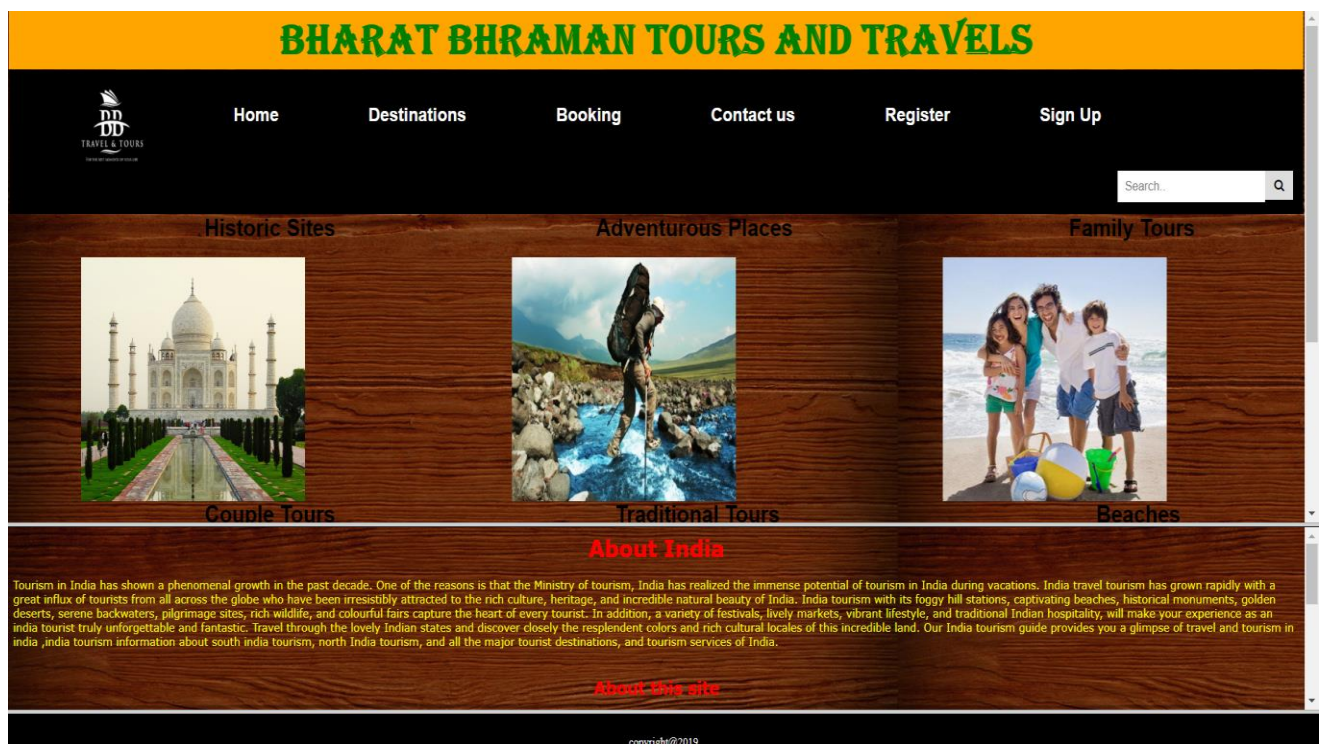 BHARAT BHRAMAN TOURS AND TRAVELS
BD
TRAVEL & TOURS
Home Destinations Booking Contact us Register Sign Up
Search..
Historic Sites Adventurous Places Family Tours
Couple Tours Traditional Tours Beaches
About India
Tourism in India has shown a phenomenal growth in the past decade. One of the reasons is that the Ministry of tourism, India has realized the immense potential of tourism in India during vacations. India travel tourism has grown rapidly with a
great influx of tourists from all across the globe who have been irresistibly attracted to the rich culture, heritage, and incredible natural beauty of India. India tourism with its foggy hill stations, captivating beaches, historical monuments, golden
deserts, serene backwaters, pilgrimage sites, rich wildlife, and colourful fairs capture the heart of every tourist. In addition, a variety of festivals, lively markets, vibrant lifestyle, and traditional Indian hospitality, will make your experience as an
india tourist truly unforgettable and fantastic. Travel through the lovely Indian states and discover closely the resplendent colors and rich cultural locales of this incredible land. Our India tourism guide provides you a glimpse of travel and tourism in
india ,india tourism information about south india tourism, north India tourism, and all the major tourist destinations, and tourism services of India.
About this site
copyright@2019